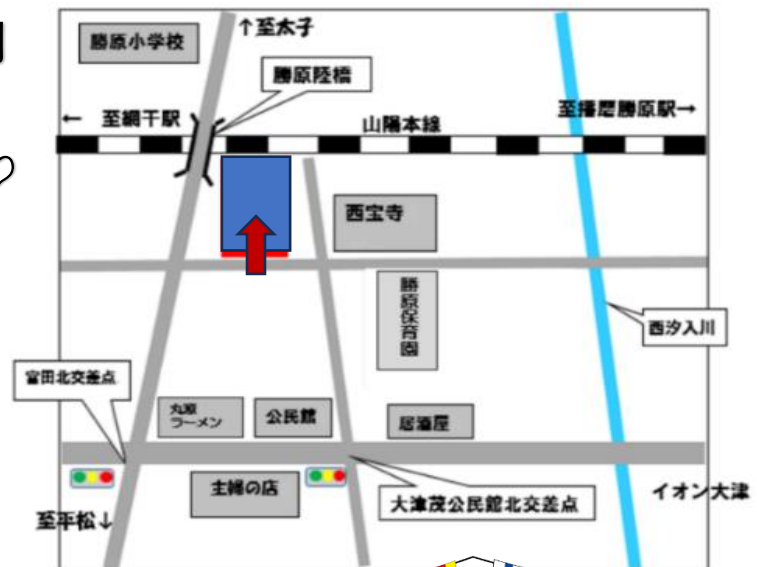 ↑至太子
勝原小学校
勝原陸橋
← 至網干駅
山陽本線
至播磨勝原駅→
西宝寺
勝原保育園
西汐入川
富田北交差点
丸源
ラーメン
公民館
居酒屋
主婦の店
大津茂公民館北交差点
イオン大津
至平松↓